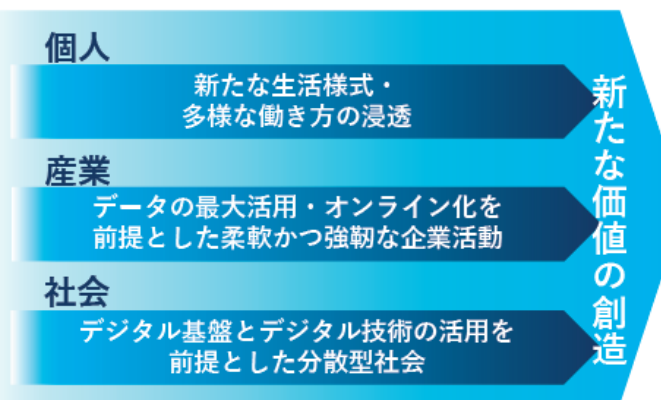 個人
新たな生活様式・
多様な働き方の浸透
産業
データの最大活用・オンライン化を
前提とした柔軟かつ強靭な企業活動
社会
デジタル基盤とデジタル技術の活用を
前提とした分散型社会
新たな価値の創造